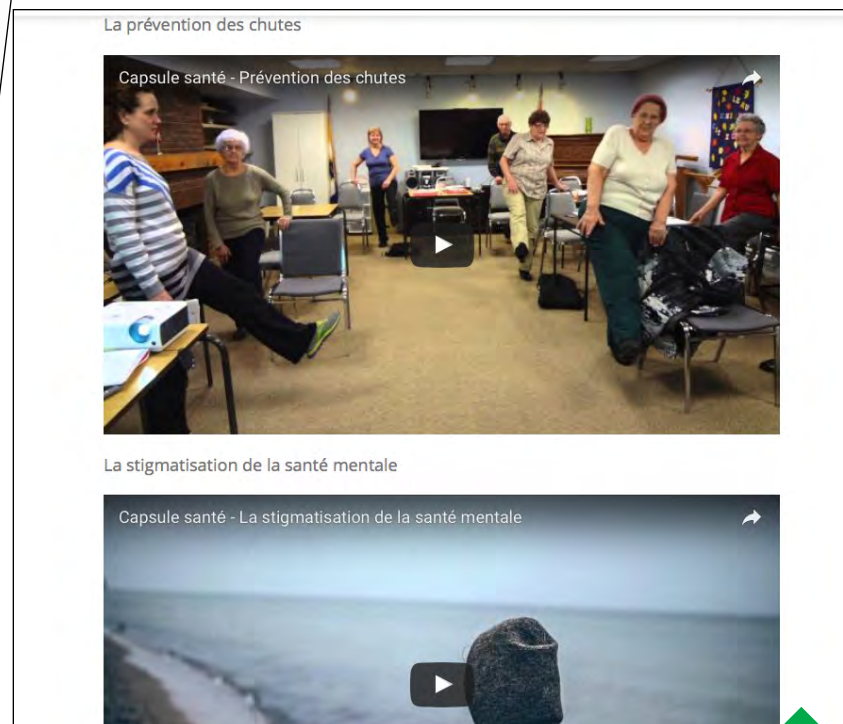 La prévention des chutes
Capsule santé - Prévention des chutes
La stigmatisation de la santé mentale
Capsule santé - La stigmatisation de la santé mentale